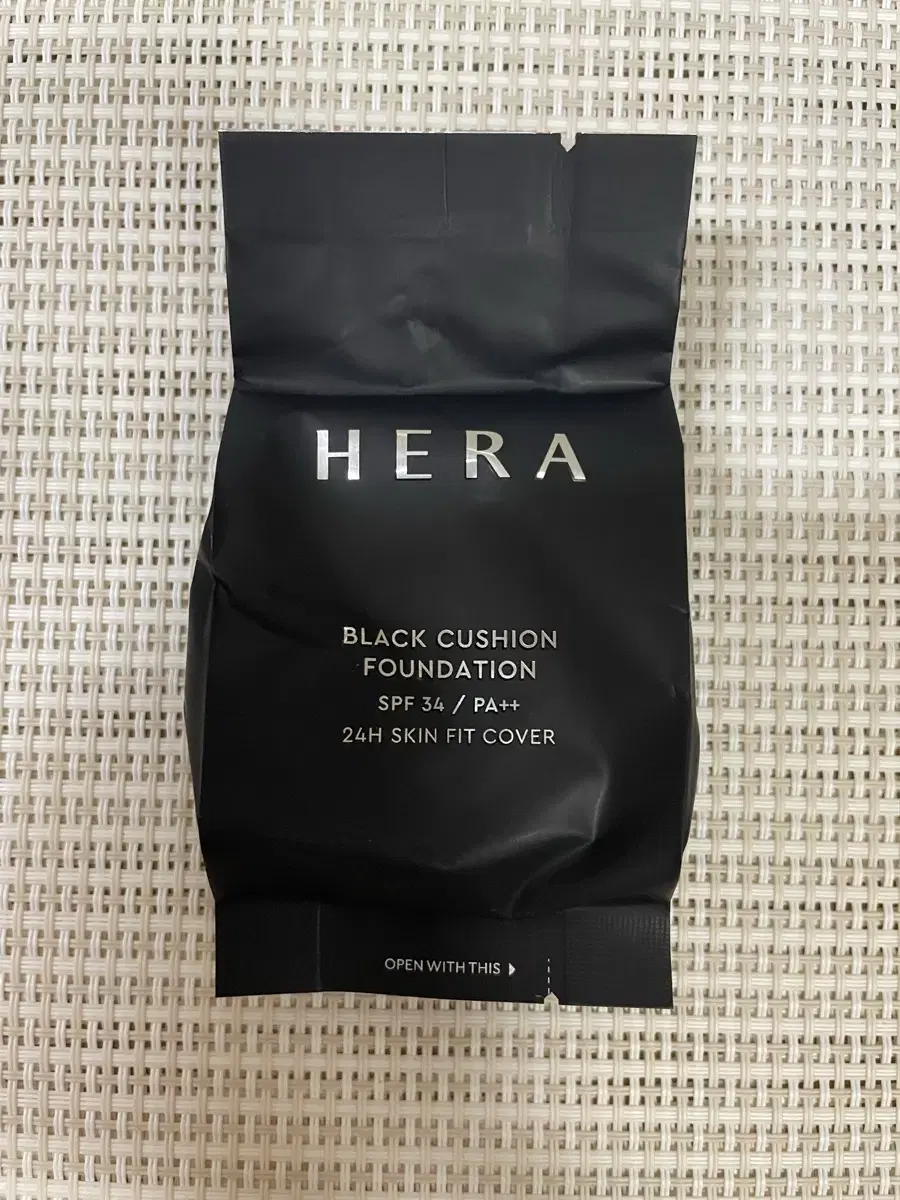 HERA
BLACK CUSHION
FOUNDATION
SPF 34 / PA++
24H SKIN FIT COVER
OPEN WITH THIS